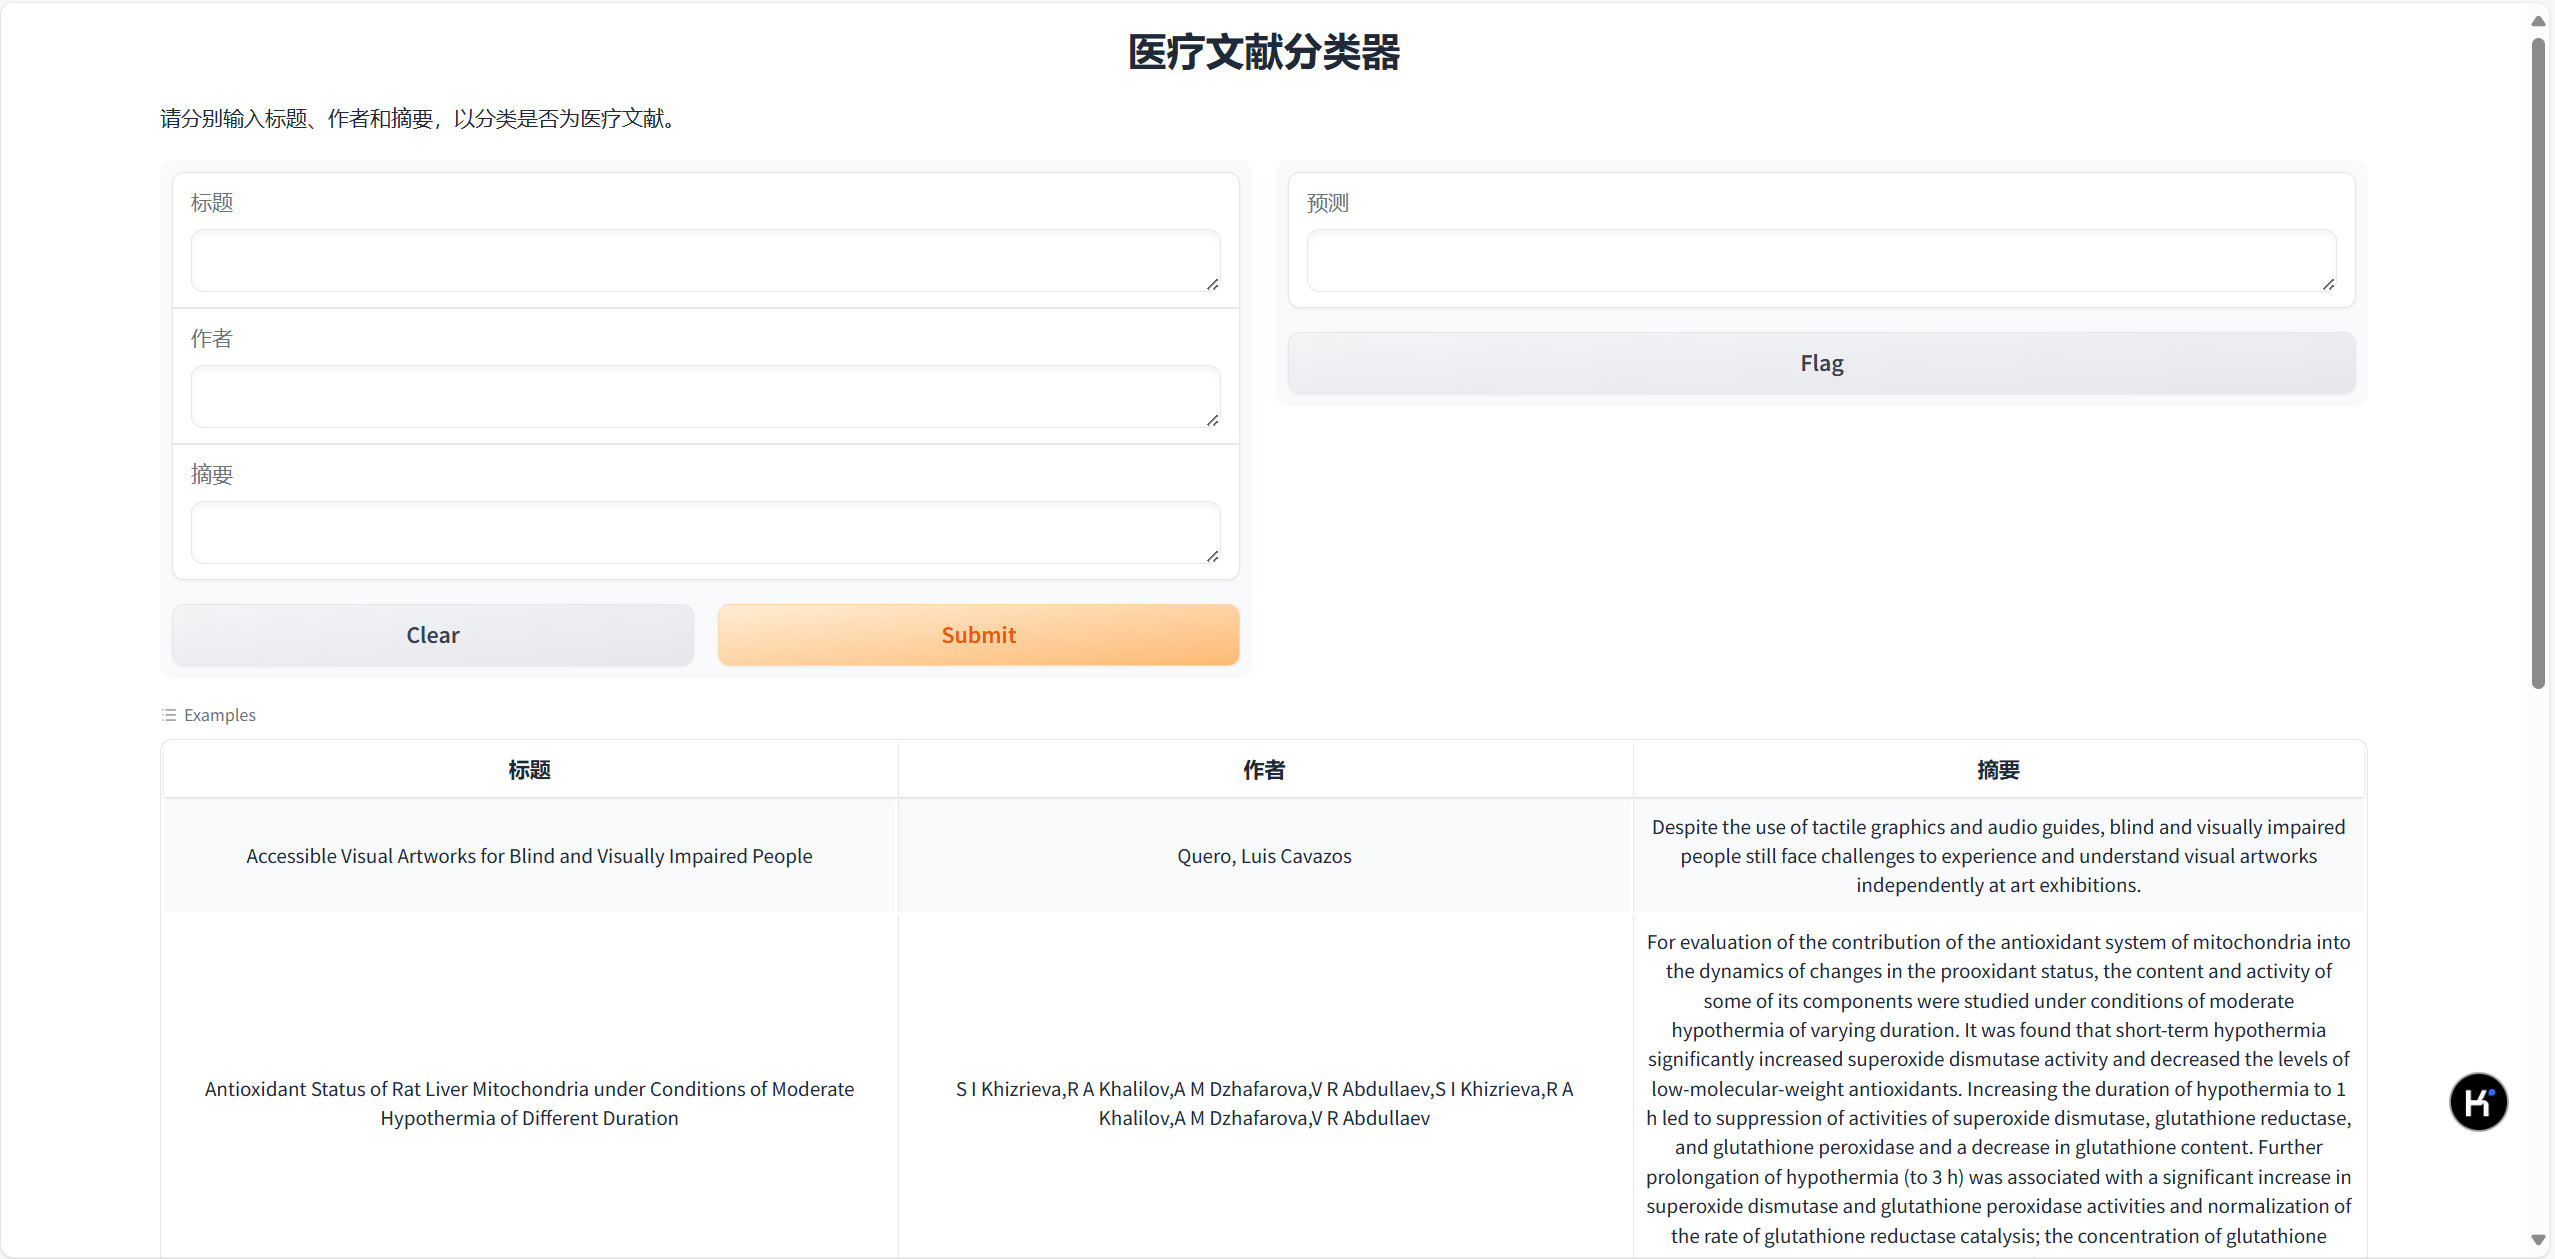 医疗文献分类器
请分别输入标题、作者和摘要，以分类是否为医疗文献。
标题
作者
摘要
Clear
Submit
预测
Flag
Examples
标题
作者
摘要
Accessible Visual Artworks for Blind and Visually Impaired People
Quero, Luis Cavazos
Despite the use of tactile graphics and audio guides, blind and visually impaired
people still face challenges to experience and understand visual artworks
independently at art exhibitions.
Antioxidant Status of Rat Liver Mitochondria under Conditions of Moderate
Hypothermia of Different Duration
S I Khizrieva,R A Khalilov,A M Dzhafarova,V R Abdullaev,S I Khizrieva,R A
Khalilov,A M Dzhafarova,V R Abdullaev
For evaluation of the contribution of the antioxidant system of mitochondria into
the dynamics of changes in the prooxidant status, the content and activity of
some of its components were studied under conditions of moderate
hypothermia of varying duration. It was found that short-term hypothermia
significantly increased superoxide dismutase activity and decreased the levels of
low-molecular-weight antioxidants. Increasing the duration of hypothermia to 1
h led to suppression of activities of superoxide dismutase, glutathione reductase,
and glutathione peroxidase and a decrease in glutathione content. Further
prolongation of hypothermia (to 3 h) was associated with a significant increase in
superoxide dismutase and glutathione peroxidase activities and normalization of
the rate of glutathione reductase catalysis; the concentration of glutathione
K